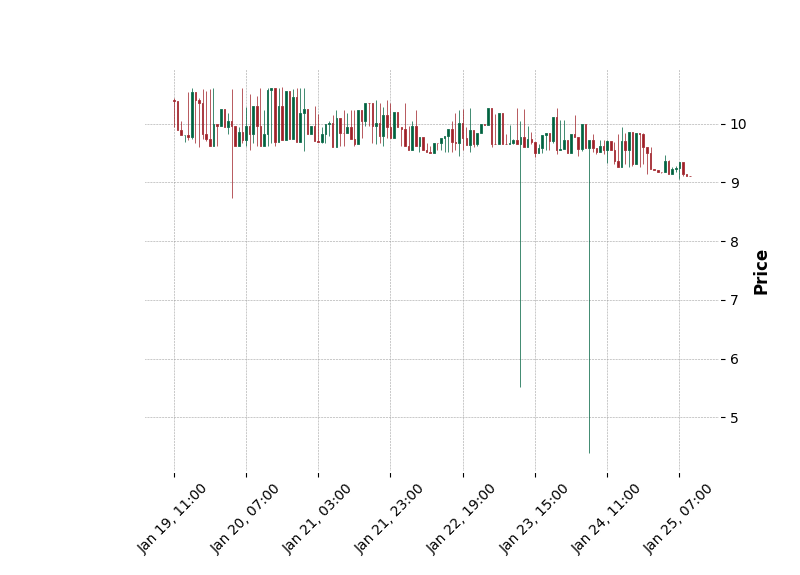 10
9
8
7
6
5
Price
Jan 19, 11:00
Jan 20, 07:00
Jan 21, 03:00
Jan 21, 23:00
Jan 22, 19:00
Jan 23, 15:00
Jan 24, 11:00
Jan 25, 07:00